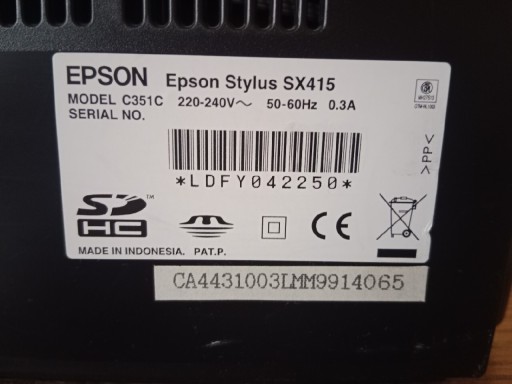 EPSON Epson Stylus SX415
MODEL C351C 220-240V~ 50-60Hz 0.3A
SERIAL NO.
*LDFY042250*
>PP<
SD HC TM
CE
MADE IN INDONESIA. PAT.P.
CA4431003LMM9914065